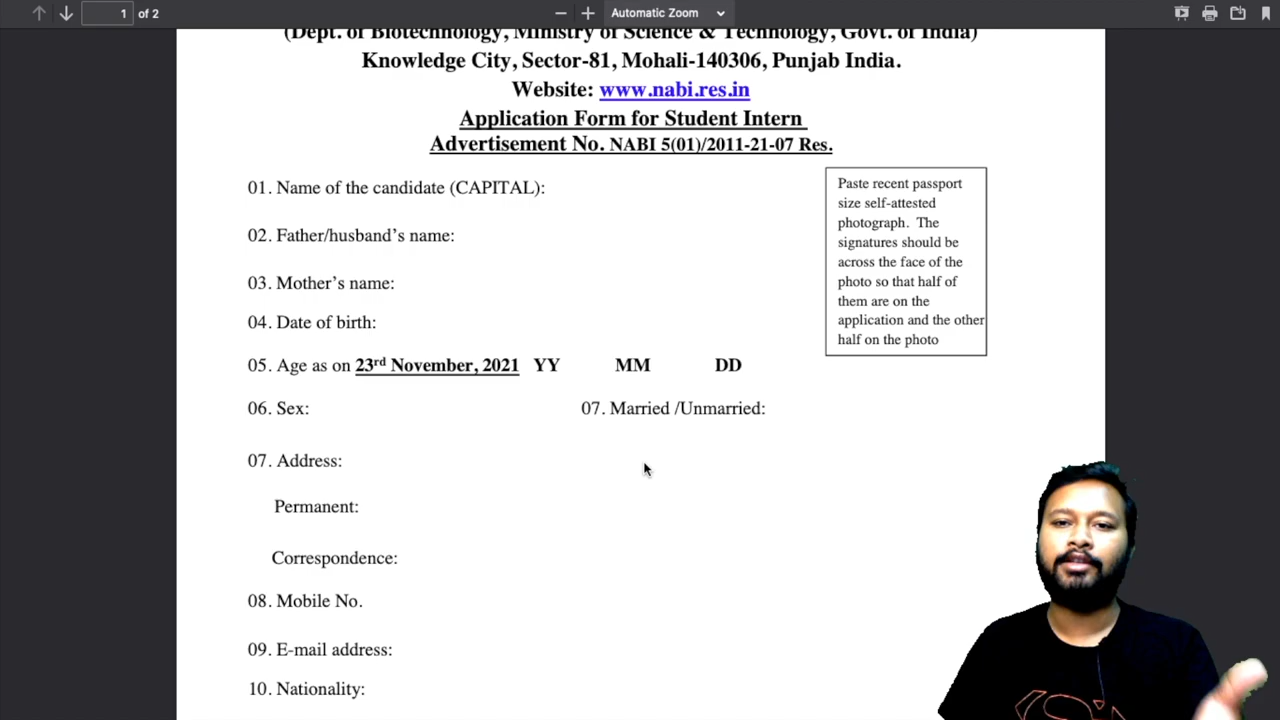 1 of 2
Automatic Zoom
(Dept. of Biotechnology, Ministry of Science & Technology, Govt. of India)
Knowledge City, Sector-81, Mohali-140306, Punjab India.
Website: www.nabi.res.in
Application Form for Student Intern
Advertisement No. NABI 5(01)/2011-21-07 Res.
01. Name of the candidate (CAPITAL):
Paste recent passport
size self-attested
photograph. The
signatures should be
across the face of the
photo so that half of
them are on the
application and the other
half on the photo
02. Father/husband’s name:
03. Mother’s name:
04. Date of birth:
05. Age as on 23rd November, 2021 YY MM DD
06. Sex: 07. Married /Unmarried:
07. Address:
Permanent:
Correspondence:
08. Mobile No.
09. E-mail address:
10. Nationality: